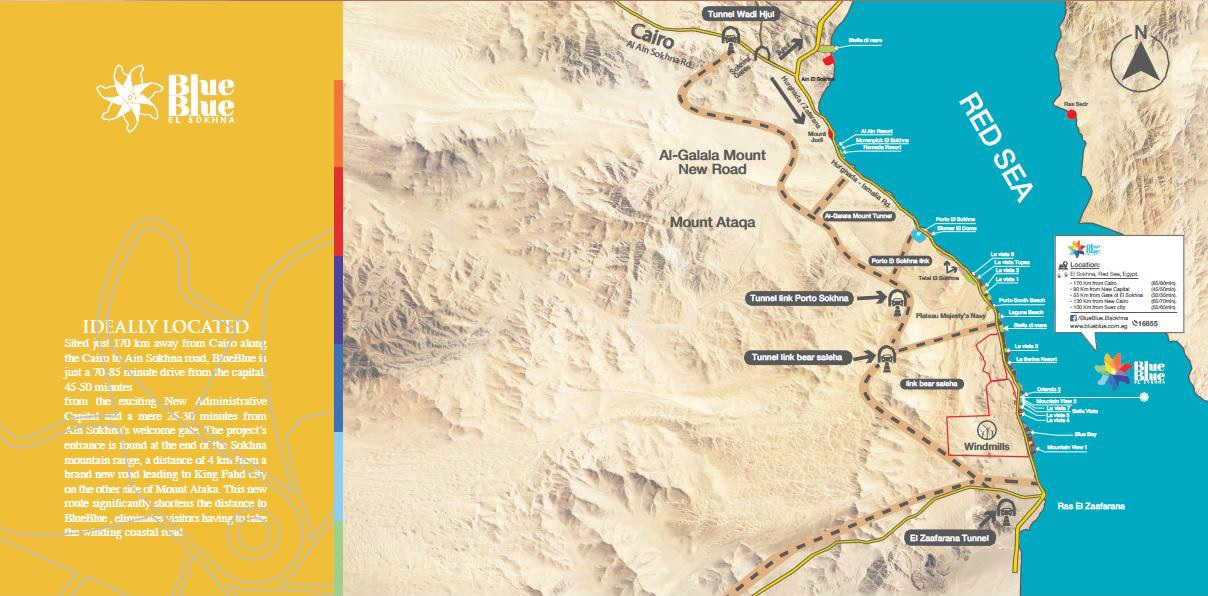 Blue
Blue
EL SOKHNA
IDEALLY LOCATED
Sited just 170 km away from Cairo along
the Cairo to Ain Sokhna road, BlueBlue is
just a 70-85 minute drive from the capital,
45-50 minutes
from the exciting New Administrative
Capital and a mere 25-30 minutes from
Ain Sokhna's welcome gate. The project's
entrance is found at the end of the Sokhna
mountain range, a distance of 4 km from a
brand new road leading to King Fahd city
on the other side of Mount Ataka. This new
route significantly shortens the distance to
BlueBlue , eliminates visitors having to take
the winding coastal road.
Tunnel Wadi Hjul
Cairo
Al Ain Sokhna Rd.
Sokhna
Gates
Stella di mare
Ain El Sokhna
Hurghada / Zafarana
Mount
Judi
Al Ain Resort
Movenpick El Sokhna
Ramada Resort
N
RED SEA
Ras Sedr
Al-Galala Mount
New Road
Mount Ataqa
Hurghada - Ismalia Rd.
Al-Galala Mount Tunnel
Porto El Sokhna
Blumar El Dome
Porto El Sokhna link
Total El Sokhna
La vista 6
La vista Topaz
La vista 2
La vista 1
Tunnel link Porto Sokhna
Porto South Beach
Plateau Majesty's Navy
Laguna Beach
Stella di mare
Tunnel link bear saleha
La vista 3
La Serina Resort
link bear saleha
Orlando 2
Mountain View 2
La vista 7
Bella Vista
La vista 5
La vista 4
Windmills
Blue Bay
Mountain View 1
Ras El Zaafarana
El Zaafarana Tunnel
Location:
El Sokhna, Red Sea, Egypt.
- 170 Km from Cairo
- 90 Km from New Capital (45/50min).
- 55 Km from Gate of El Sokhna
- 130 Km from New Cairo (65/70min).
- 100 Km from Suez city
/BlueBlue.Elsokhna
www.blueblue.com.eg
16855
Blue
Blue
EL SOKHNA